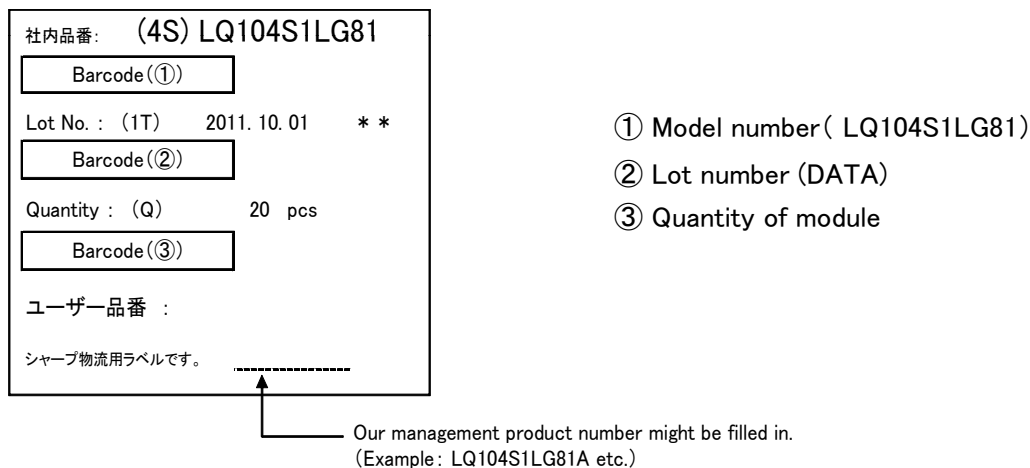 社内品番: (4S) LQ104S1LG81
Barcode(①)
Lot No. : (1T) 2011. 10. 01 * *
Barcode(②)
Quantity : (Q) 20 pcs
Barcode(③)
ユーザー品番 :
シャープ物流用ラベルです。
① Model number( LQ104S1LG81)
② Lot number (DATA)
③ Quantity of module
Our management product number might be filled in.
(Example: LQ104S1LG81A etc.)